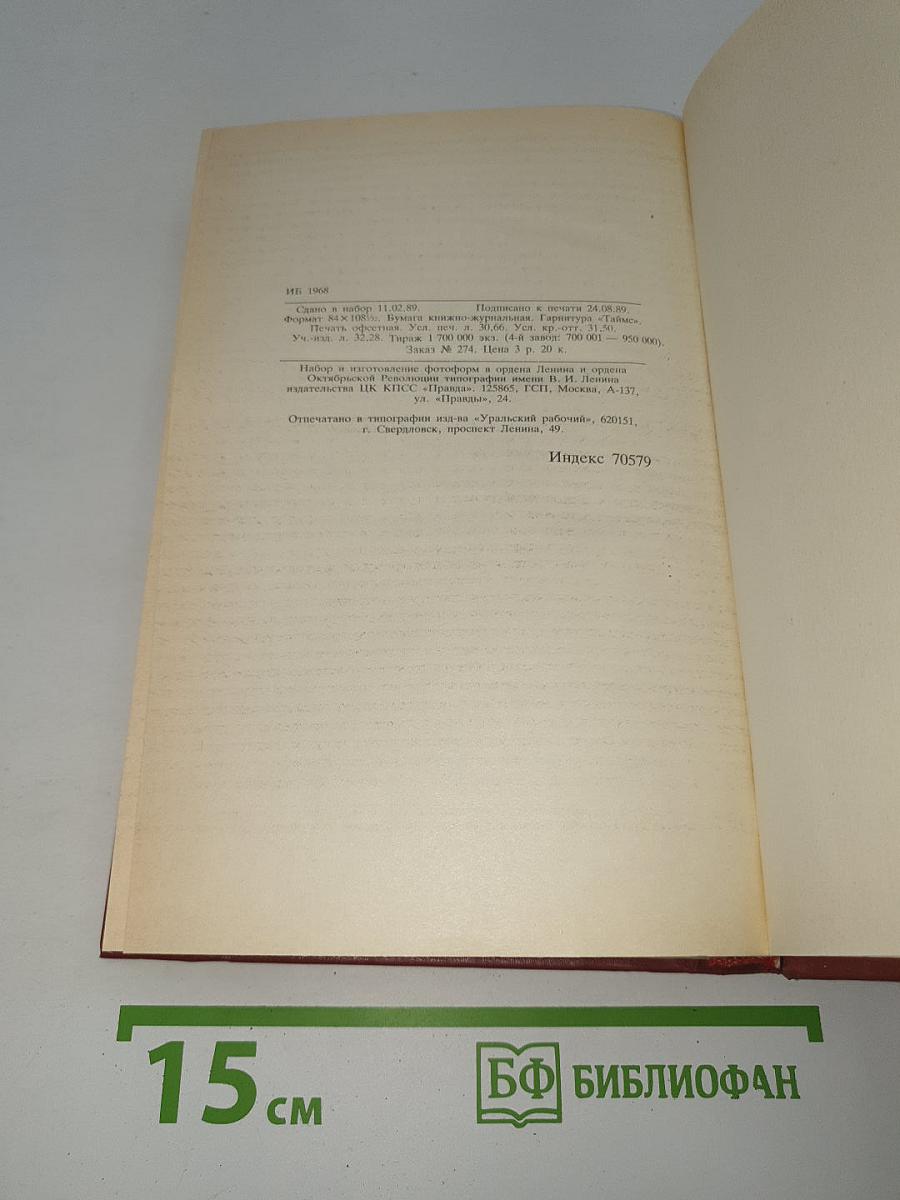 ИБ 1968
Сдано в набор 11.02.89. Подписано к печати 24.08.89.
Формат 84×108¹/₃₂. Бумага книжно-журнальная. Гарнитура «Таймс».
Печать офсетная. Усл. печ. л. 30,66. Усл. кр.-отт. 31,50.
Уч.-изд. л. 32,28. Тираж 1 700 000 экз. (4-й завод: 700 001 — 950 000).
Заказ № 274. Цена 3 р. 20 к.
Набор и изготовление фотоформ в ордена Ленина и ордена
Октябрьской Революции типографии имени В. И. Ленина
издательства ЦК КПСС «Правда». 125865, ГСП, Москва, А-137,
ул. «Правды», 24.
Отпечатано в типографии изд-ва «Уральский рабочий», 620151,
г. Свердловск, проспект Ленина, 49.
Индекс 70579
15 см
БФ БИБЛИОФАН